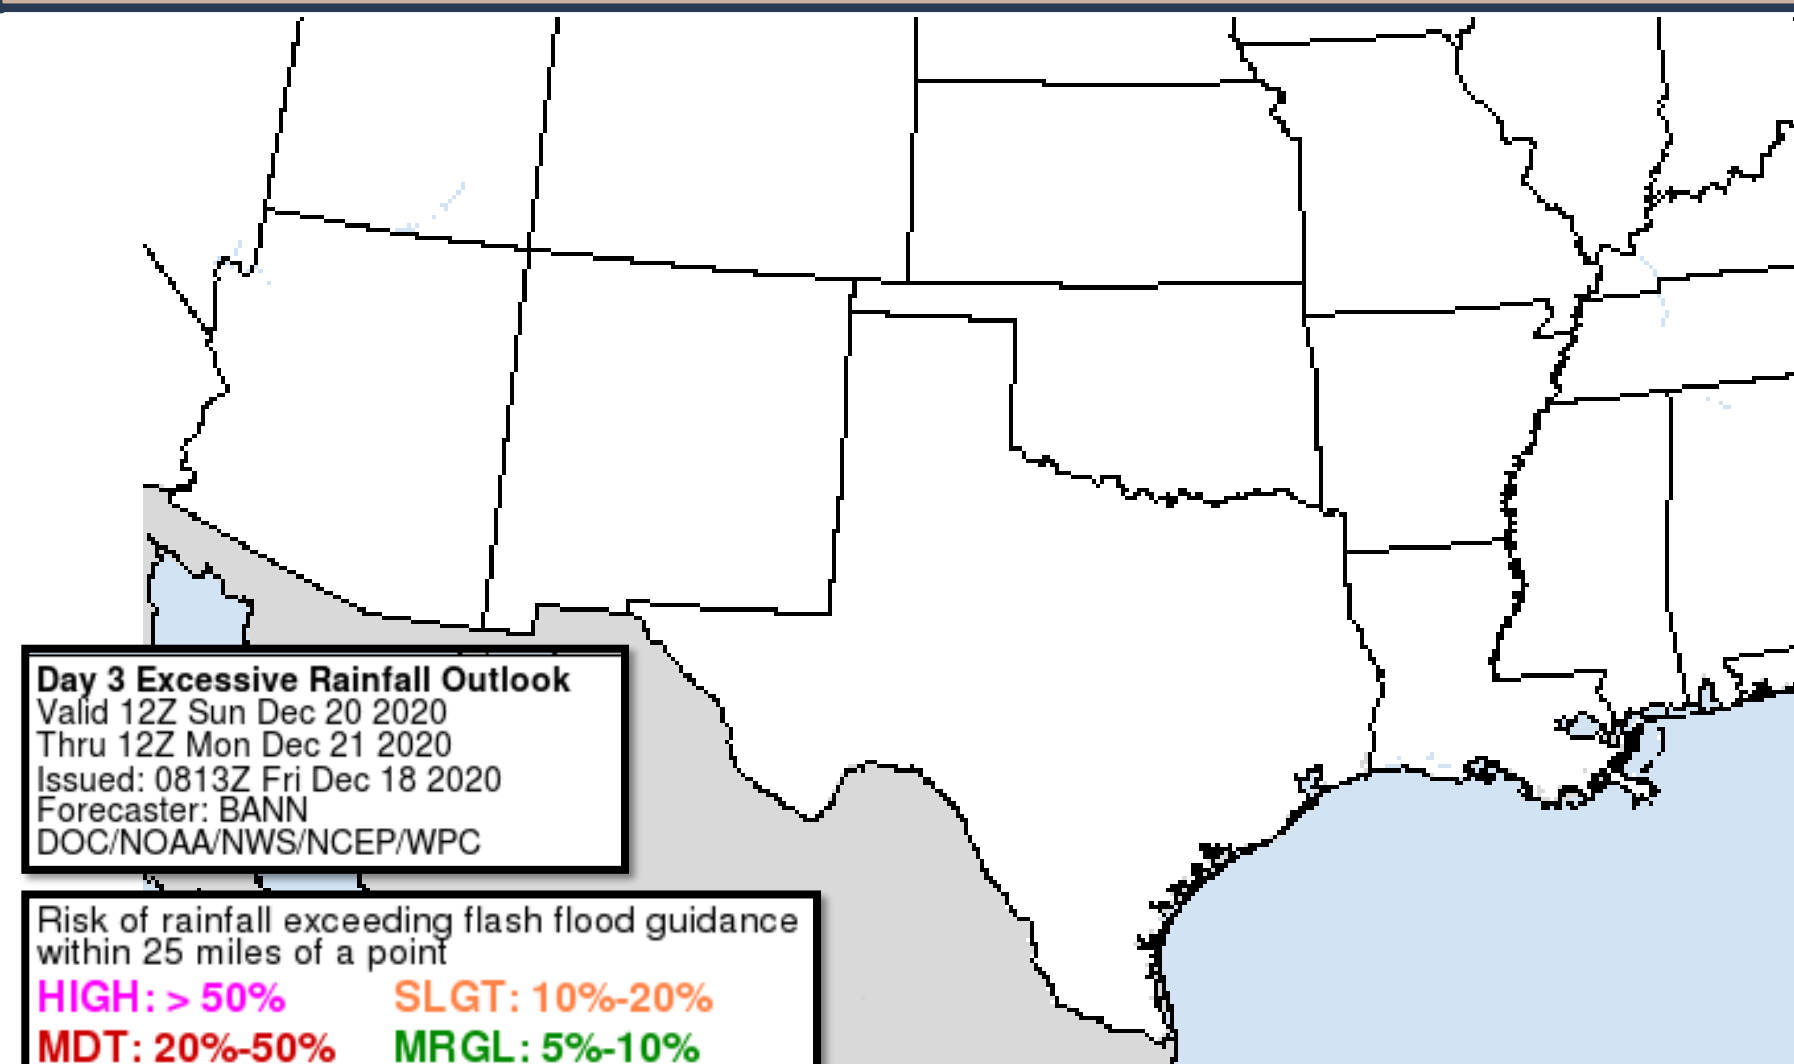 Day 3 Excessive Rainfall Outlook
Valid 12Z Sun Dec 20 2020
Thru 12Z Mon Dec 21 2020
Issued: 0813Z Fri Dec 18 2020
Forecaster: BANN
DOC/NOAA/NWS/NCEP/WPC
Risk of rainfall exceeding flash flood guidance
within 25 miles of a point
HIGH: > 50% SLGT: 10%-20%
MDT: 20%-50% MRGL: 5%-10%